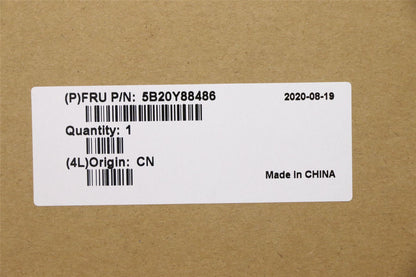 (P)FRU P/N: 5B20Y88486 2020-08-19
Quantity: 1
(4L)Origin: CN
Made in CHINA